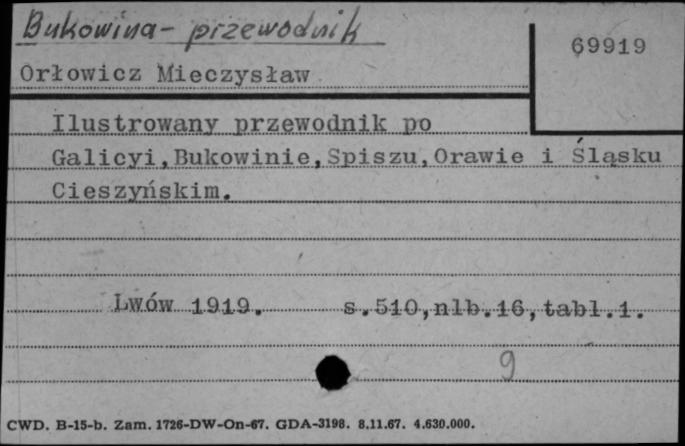 Bukowina - przewodnik
69919
Orłowicz Mieczysław
Ilustrowany przewodnik po
Galicyi, Bukowinie, Spiszu, Orawie i Śląsku
Cieszyńskim.
Lwów 1919. s.510, nlb.16, tabl.1.
9
CWD. B-15-b. Zam. 1726-DW-On-67. GDA-3198. 8.11.67. 4.630.000.